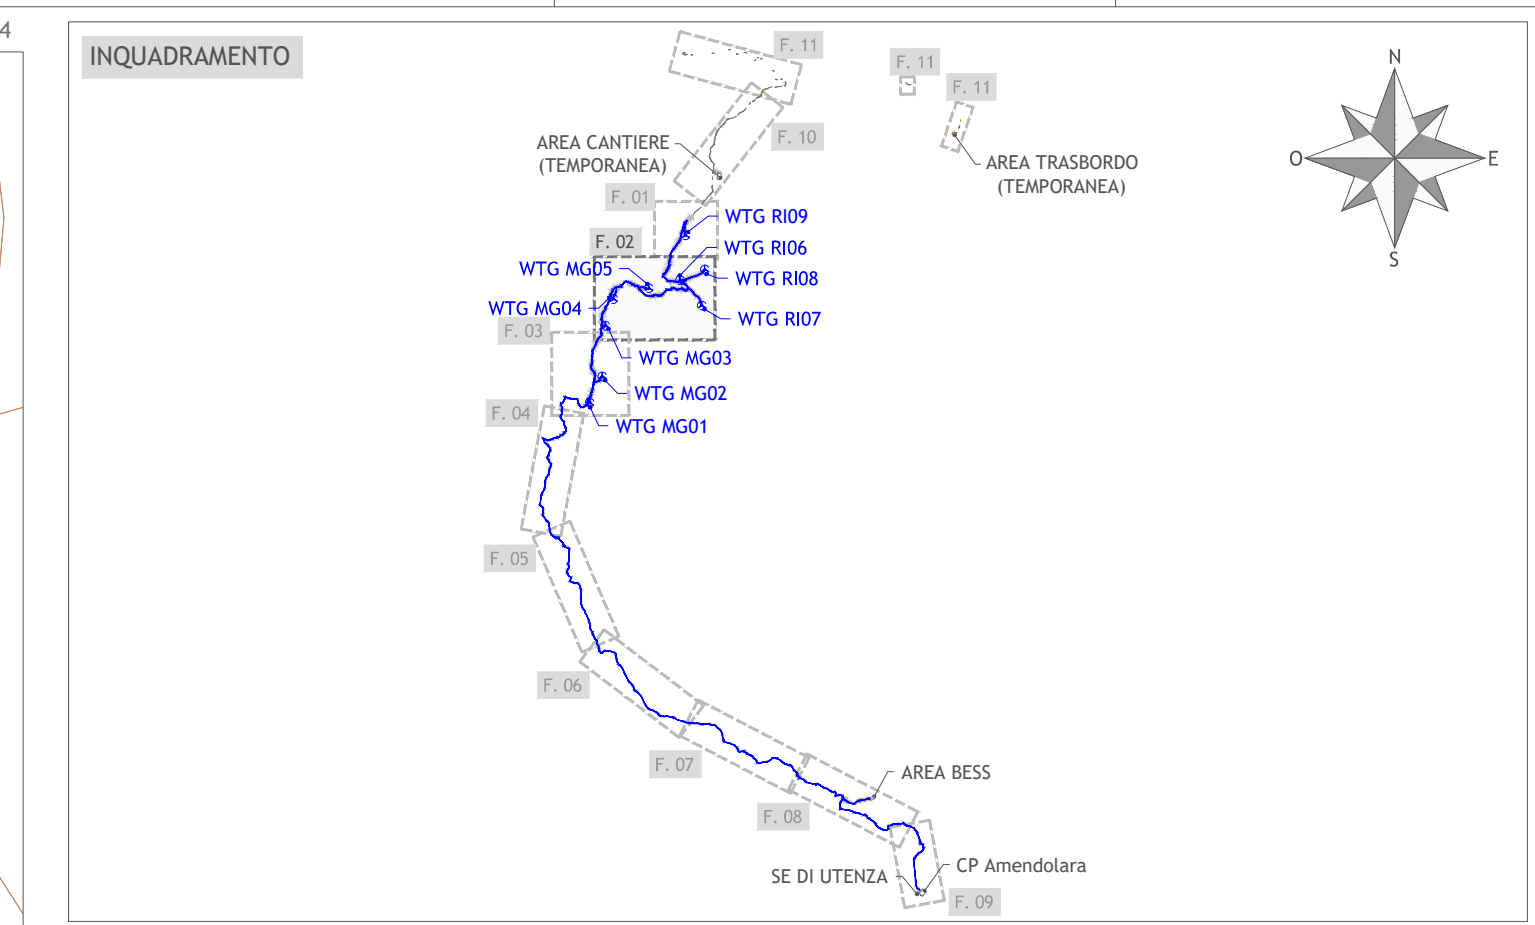 4
INQUADRAMENTO
F. 11
F. 11
F. 11
N
O
E
S
F. 10
AREA CANTIERE
(TEMPORANEA)
AREA TRASBORDO
(TEMPORANEA)
F. 01
WTG RI09
F. 02
WTG RI06
WTG MG05
WTG RI08
WTG MG04
WTG RI07
F. 03
WTG MG03
WTG MG02
F. 04
WTG MG01
F. 05
F. 06
F. 07
AREA BESS
F. 08
CP Amendolara
SE DI UTENZA
F. 09